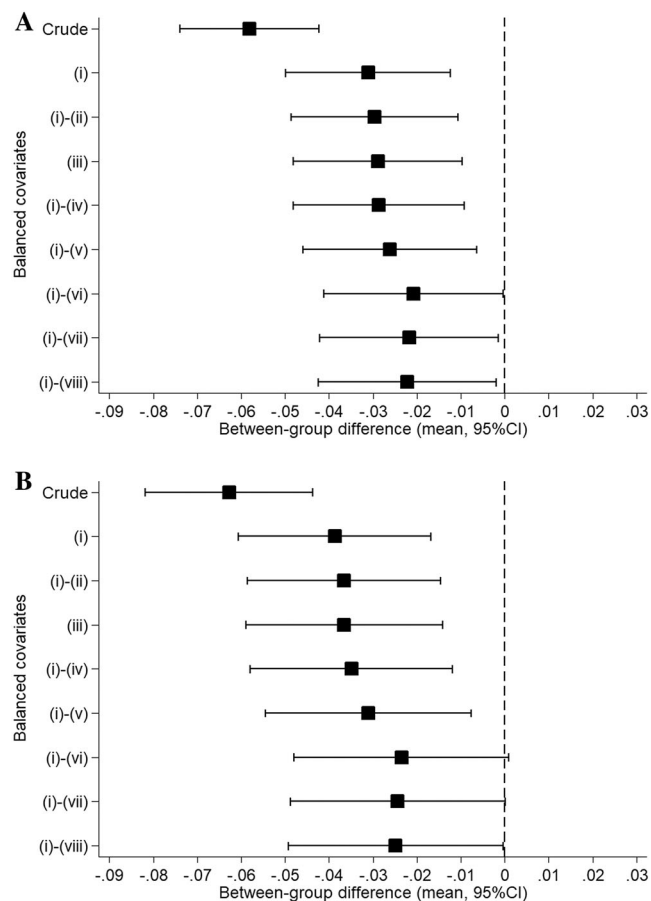 A
Balanced covariates
Crude
(i)
(i)-(ii)
(iii)
(i)-(iv)
(i)-(v)
(i)-(vi)
(i)-(vii)
(i)-(viii)
-.09 -.08 -.07 -.06 -.05 -.04 -.03 -.02 -.01 0 .01 .02 .03
Between-group difference (mean, 95%CI)
B
Balanced covariates
Crude
(i)
(i)-(ii)
(iii)
(i)-(iv)
(i)-(v)
(i)-(vi)
(i)-(vii)
(i)-(viii)
-.09 -.08 -.07 -.06 -.05 -.04 -.03 -.02 -.01 0 .01 .02 .03
Between-group difference (mean, 95%CI)